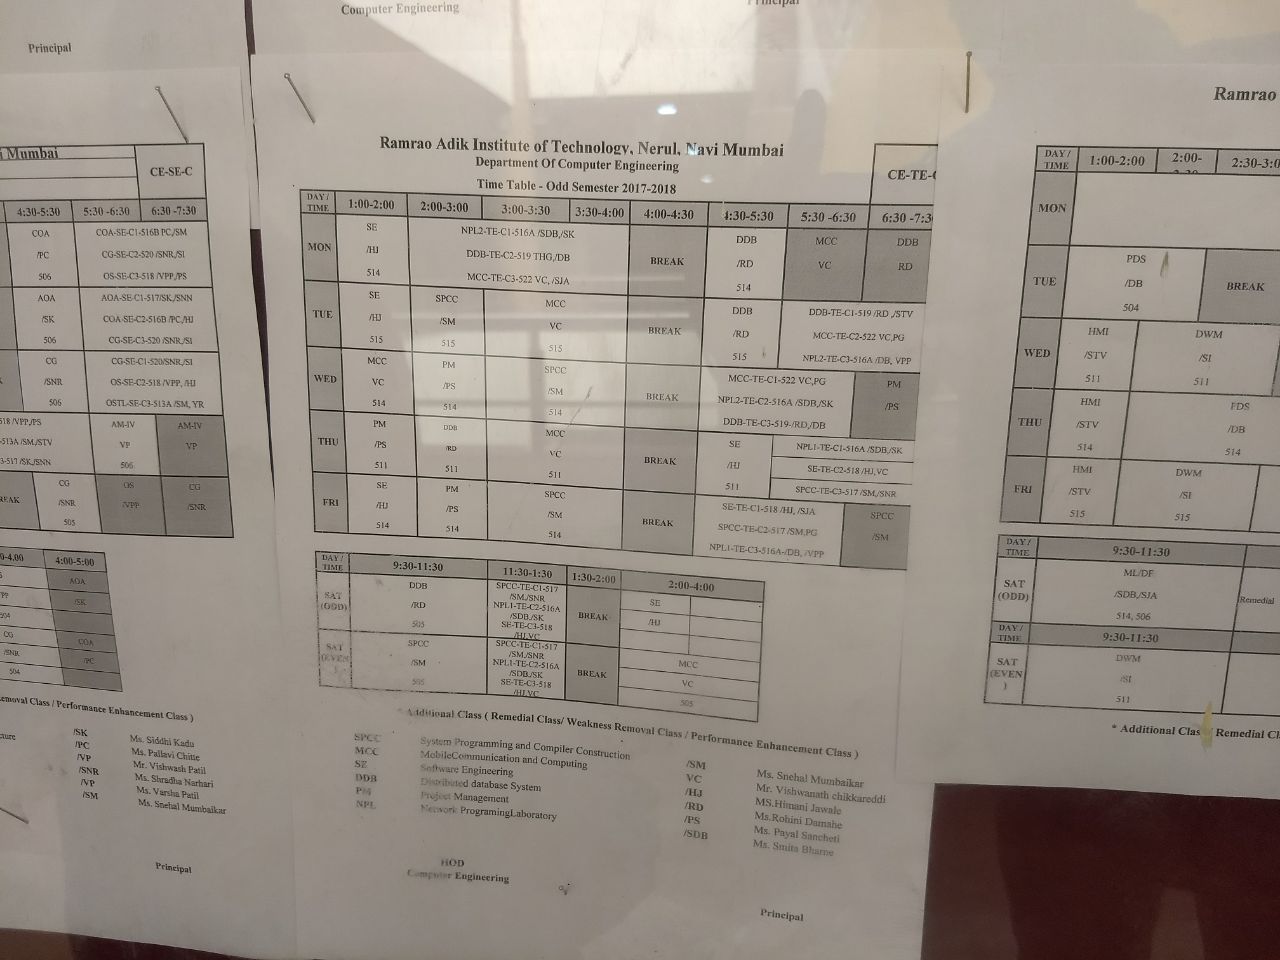 Computer Engineering
Principal
Principal
i Mumbai
CE-SE-C
4:30-5:30 5:30 -6:30 6:30 -7:30
COA COA-SE-C1-516B PC,/SM
/PC CG-SE-C2-520 /SNR,/SI
506 OS-SE-C3-518 /VPP,/PS
AOA AOA-SE-C1-517/SK,/SNN
/SK COA-SE-C2-516B /PC,/HJ
506 CG-SE-C3-520 /SNR,/SI
CG CG-SE-C1-520/SNR,/SI
/SNR OS-SE-C2-518 /VPP, /HJ
506 OSTL-SE-C3-513A /SM, YR
518 /VPP,/PS AM-IV AM-IV
-513A /SM,/STV VP VP
3-517 /SK,/SNN 506
REAK CG OS CG
/SNR /VPP /SNR
505
0-4.00 4:00-5:00
AOA
/SK
504
CG COA
/SNR /PC
504
emoval Class / Performance Enhancement Class )
/SK Ms. Siddhi Kadu
/PC Ms. Pallavi Chitte
/VP Mr. Vishwash Patil
/SNR Ms. Shradha Narhari
/VP Ms. Varsha Patil
/SM Ms. Snehal Mumbaikar
Principal
Ramrao Adik Institute of Technology, Nerul, Navi Mumbai
Department Of Computer Engineering
Time Table - Odd Semester 2017-2018
CE-TE-C
DAY / TIME 1:00-2:00 2:00-3:00 3:00-3:30 3:30-4:00 4:00-4:30 4:30-5:30 5:30 -6:30 6:30 -7:3
MON SE NPL2-TE-C1-516A /SDB,/SK BREAK DDB MCC DDB
/HJ DDB-TE-C2-519 THG,/DB /RD VC RD
514 MCC-TE-C3-522 VC, /SJA 514
TUE SE SPCC MCC BREAK DDB DDB-TE-C1-519 /RD ,/STV
/HJ /SM VC /RD MCC-TE-C2-522 VC,PG
515 515 515 515 NPL2-TE-C3-516A /DB, VPP
WED MCC PM SPCC BREAK MCC-TE-C1-522 VC,PG PM
VC /PS /SM NPL2-TE-C2-516A /SDB,/SK /PS
514 514 514 DDB-TE-C3-519-/RD,/DB
THU PM DDB MCC BREAK SE NPL1-TE-C1-516A /SDB,/SK
/PS /RD VC /HJ SE-TE-C2-518 /HJ,VC
511 511 511 511 SPCC-TE-C3-517 /SM,/SNR
FRI SE PM SPCC BREAK SE-TE-C1-518 /HJ, /SJA SPCC
/HJ /PS /SM SPCC-TE-C2-517 /SM,PG /SM
514 514 514 NPL1-TE-C3-516A-/DB, /VPP
DAY / TIME 9:30-11:30 11:30-1:30 1:30-2:00 2:00-4:00
SAT (ODD) DDB SPCC-TE-C1-517 BREAK SE
/SM,/SNR
/RD NPL1-TE-C2-516A /HJ
/SDB,/SK
505 SE-TE-C3-518
/HJ,VC
SAT (EVEN ) SPCC SPCC-TE-C1-517 BREAK MCC
/SM,/SNR
/SM NPL1-TE-C2-516A VC
/SDB,/SK
505 SE-TE-C3-518 505
/HJ,VC
* Additional Class ( Remedial Class/ Weakness Removal Class / Performance Enhancement Class )
SPCC System Programming and Compiler Construction /SM Ms. Snehal Mumbaikar
MCC MobileCommunication and Computing VC Mr. Vishwanath chikkareddi
SE Software Engineering /HJ MS.Himani Jawale
DDB Distributed database System /RD Ms.Rohini Damahe
PM Project Management /PS Ms. Payal Sancheti
NPL Network ProgramingLaboratory /SDB Ms. Smita Bharne
HOD
Computer Engineering
Principal
Ramrao
DAY / TIME 1:00-2:00 2:00- 2:30-3:0
MON
TUE PDS BREAK
/DB
504
WED HMI DWM
/STV /SI
511 511
THU HMI PDS
/STV /DB
514 514
FRI HMI DWM
/STV /SI
515 515
DAY / TIME 9:30-11:30
SAT (ODD) ML/DF
/SDB,/SJA Remedial
514, 506
DAY / TIME 9:30-11:30
SAT (EVEN ) DWM
/SI
511
* Additional Class ( Remedial Cl